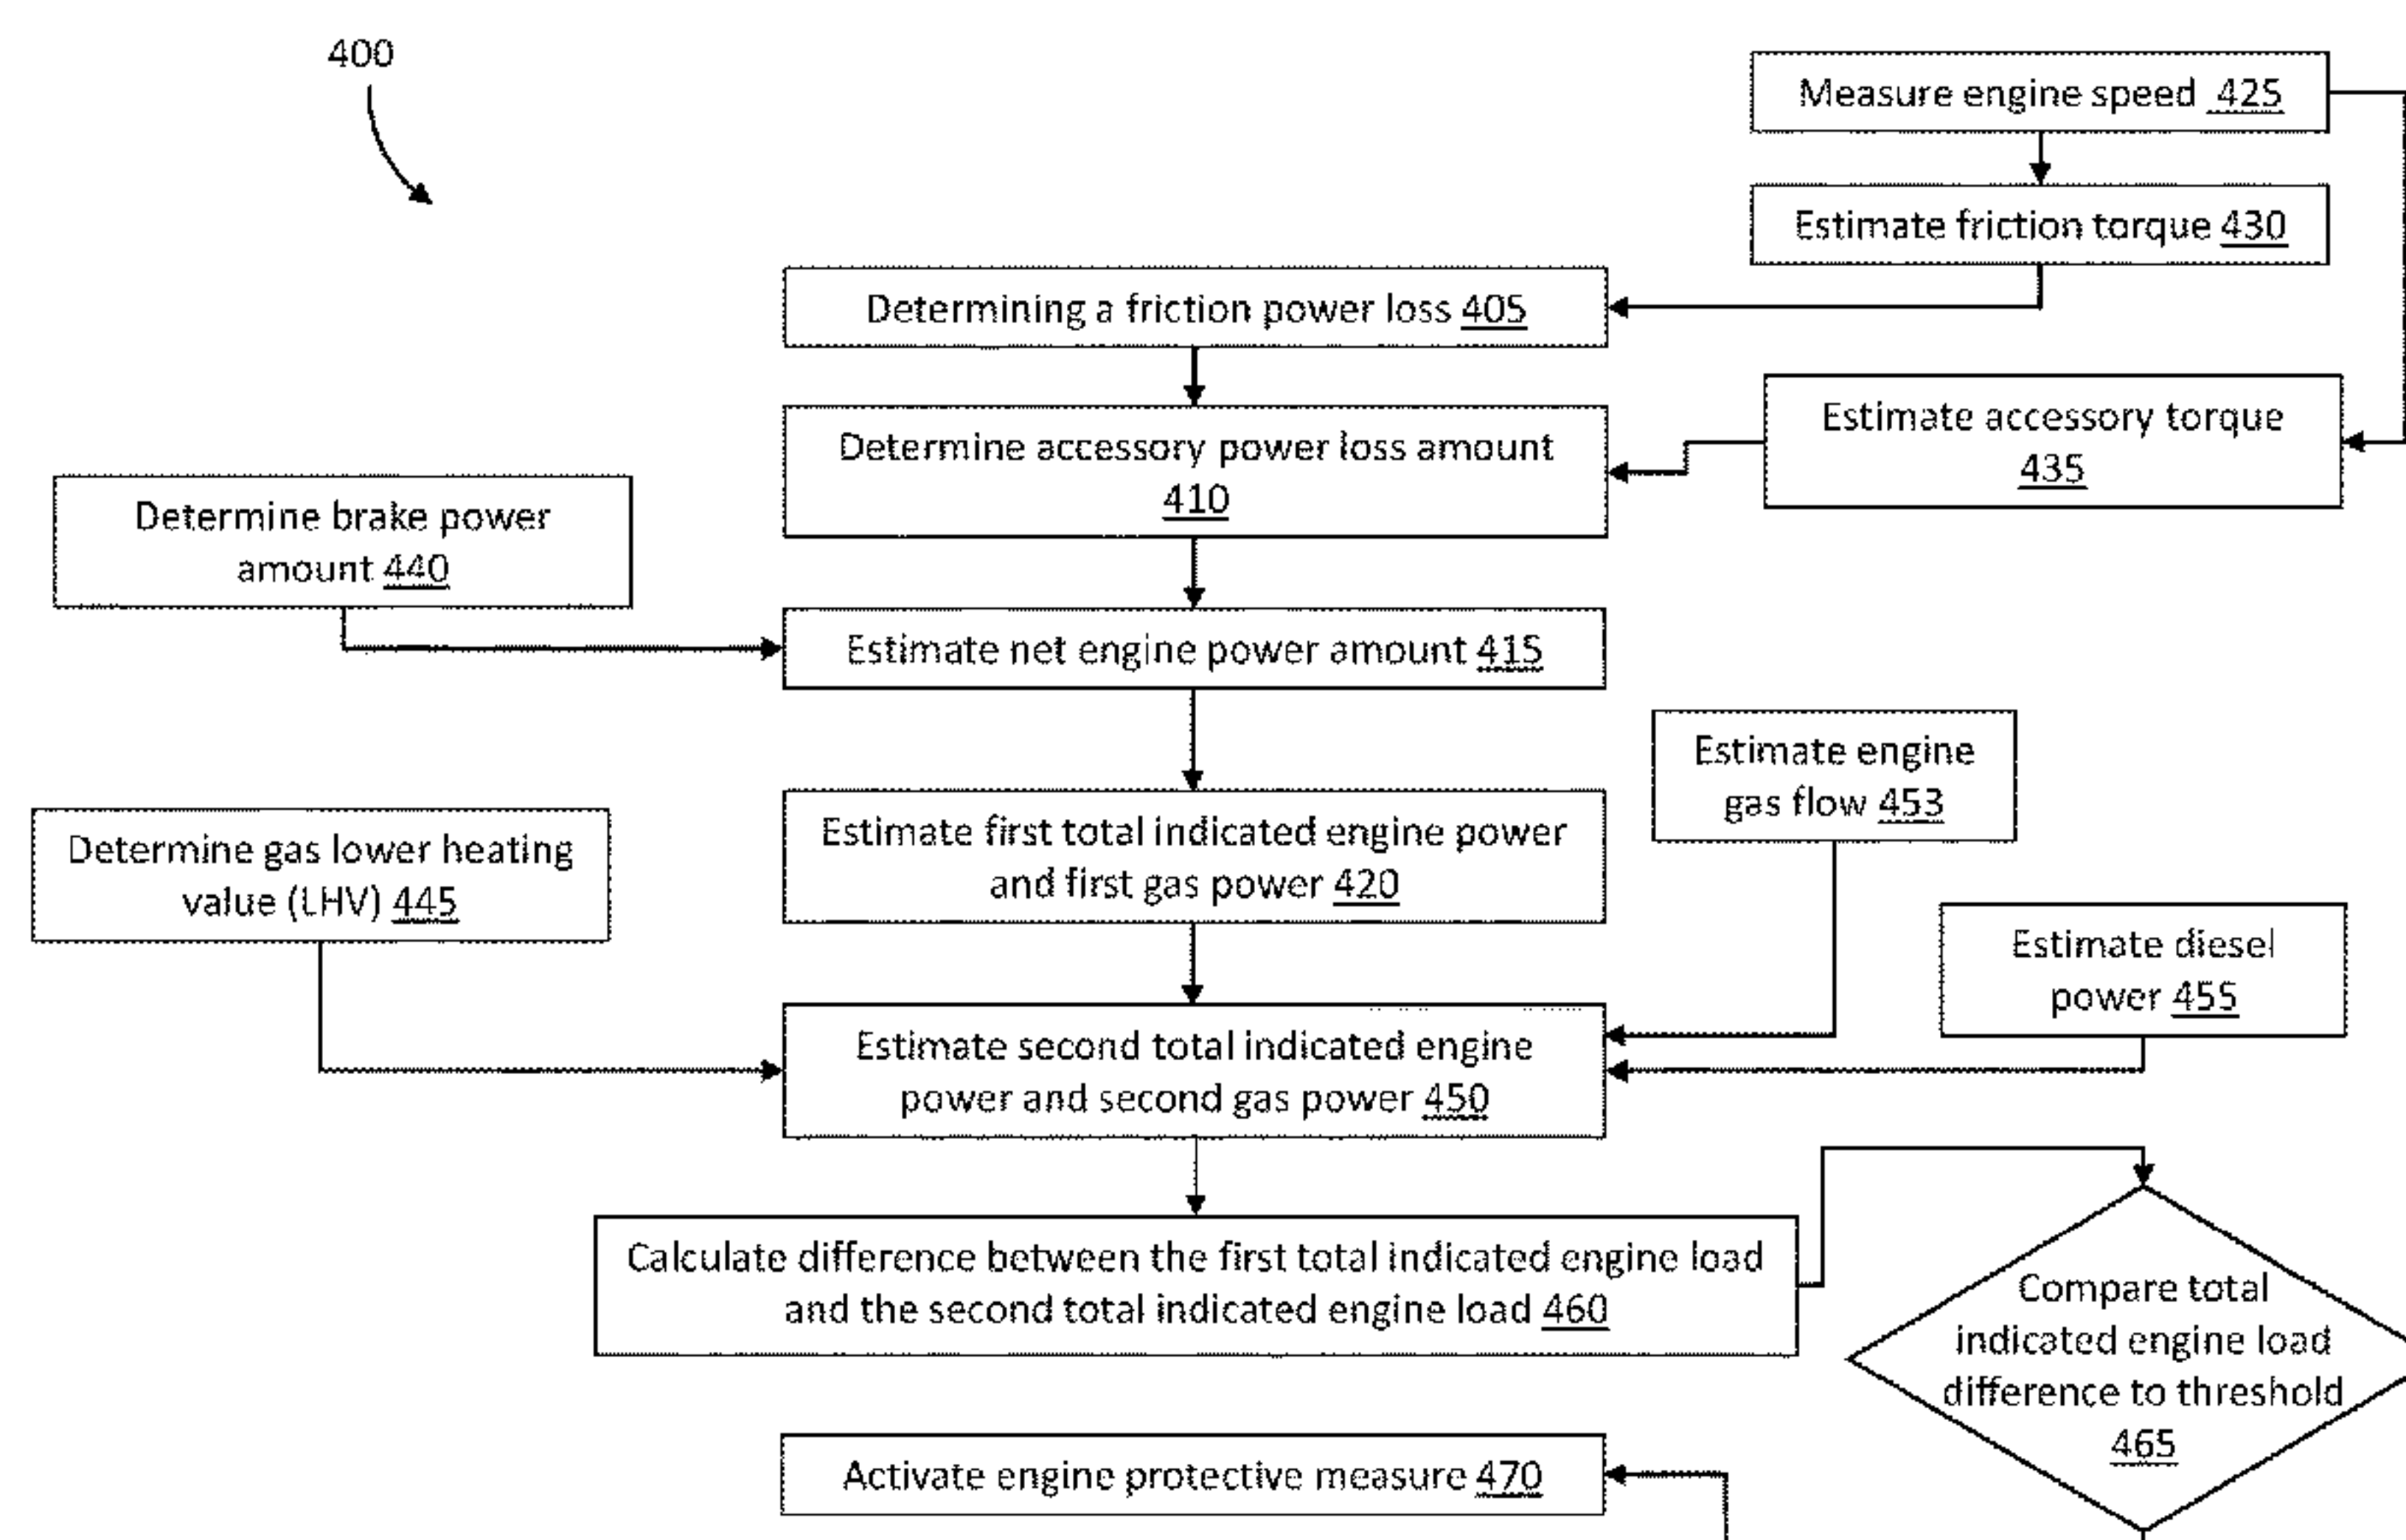 400
Measure engine speed 425
Estimate friction torque 430
Determining a friction power loss 405
Estimate accessory torque
435
Determine accessory power loss amount
410
Determine brake power
amount 440
Estimate net engine power amount 415
Estimate engine
gas flow 453
Estimate first total indicated engine power
and first gas power 420
Determine gas lower heating
value (LHV) 445
Estimate diesel
power 455
Estimate second total indicated engine
power and second gas power 450
Calculate difference between the first total indicated engine load
and the second total indicated engine load 460
Compare total
indicated engine load
difference to threshold
465
Activate engine protective measure 470